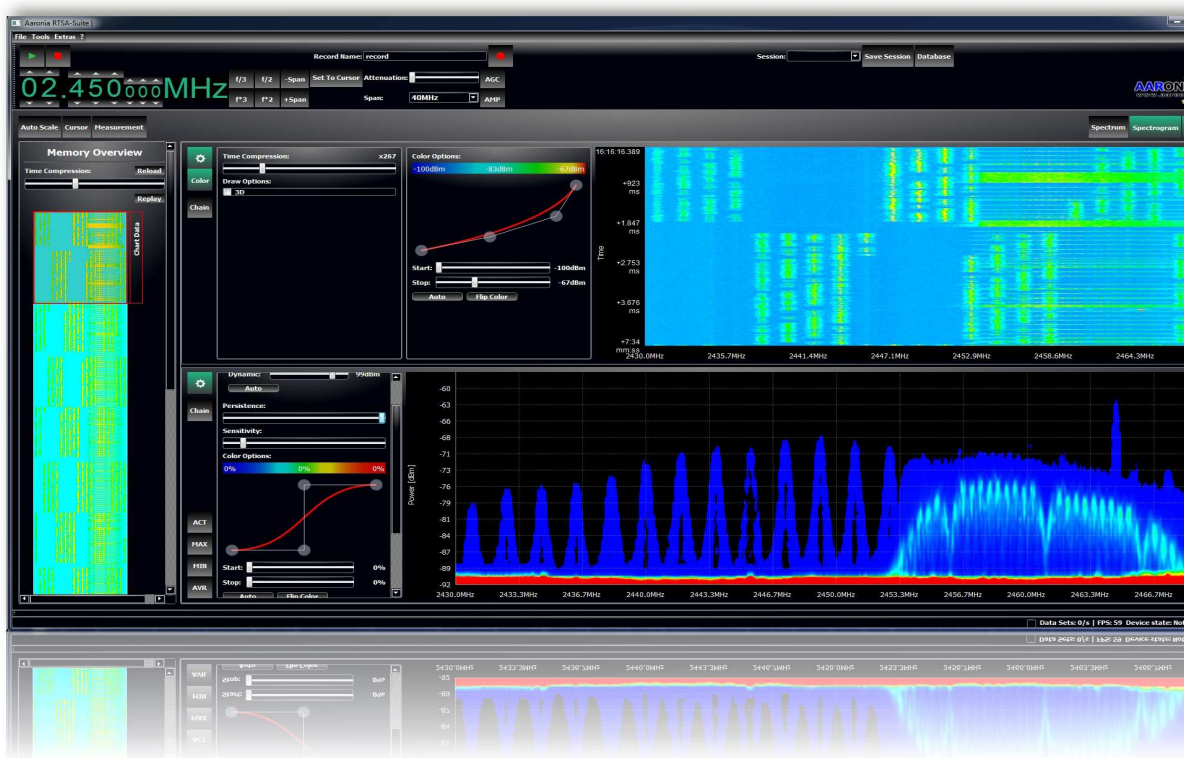 Aaronia RTSA-Suite
File Tools Extras ?
Record Name: record
Session:
Save Session Database
02.450000MHz
f/3 f/2 -Span Set To Cursor Attenuation: AGC
f*3 f*2 +Span Span: 40MHz AMP
AARON
Auto Scale Cursor Measurement
Spectrum Spectrogram
Memory Overview
Time Compression: Reload
Replay
Chart Data
Color
Chain
Time Compression: x267
Draw Options:
3D
Color Options:
-100dBm -83dBm -67dBm
Start: -100dBm
Stop: -67dBm
Auto Flip Color
Time
16:16:16.389
+923
ms
+1.847
ms
+2.753
ms
+3.676
ms
+7:34
mm:ss
2430.0MHz 2435.7MHz 2441.4MHz 2447.1MHz 2452.9MHz 2458.6MHz 2464.3MHz
Chain
ACT
MAX
MIN
AVR
Dynamic: 99dBm
Auto
Persistence:
Sensitivity:
Color Options:
0% 0% 0%
Start: 0%
Stop: 0%
Auto Flip Color
Power [dBm]
-60
-63
-66
-68
-71
-73
-76
-79
-81
-84
-87
-89
-92
2430.0MHz 2433.3MHz 2436.7MHz 2440.0MHz 2443.3MHz 2446.7MHz 2450.0MHz 2453.3MHz 2456.7MHz 2460.0MHz 2463.3MHz 2466.7MHz
Data Sets: 0/s | FPS: 59 Device state: Not